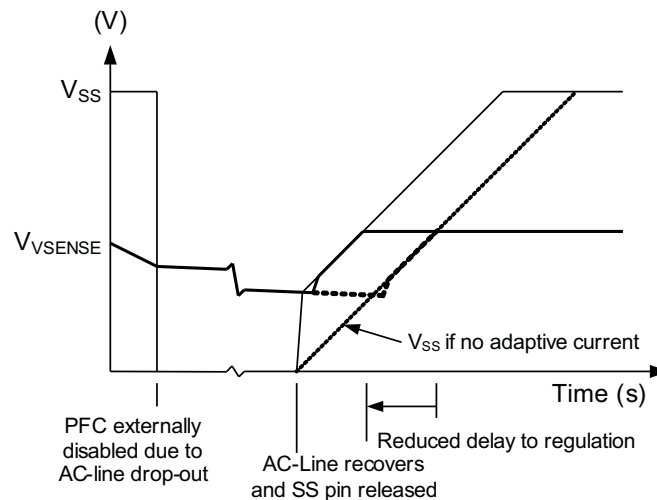 (V)
VSS
VVSENSE
VSS if no adaptive current
Time (s)
PFC externally
disabled due to
AC-line drop-out
AC-Line recovers
and SS pin released
Reduced delay to regulation